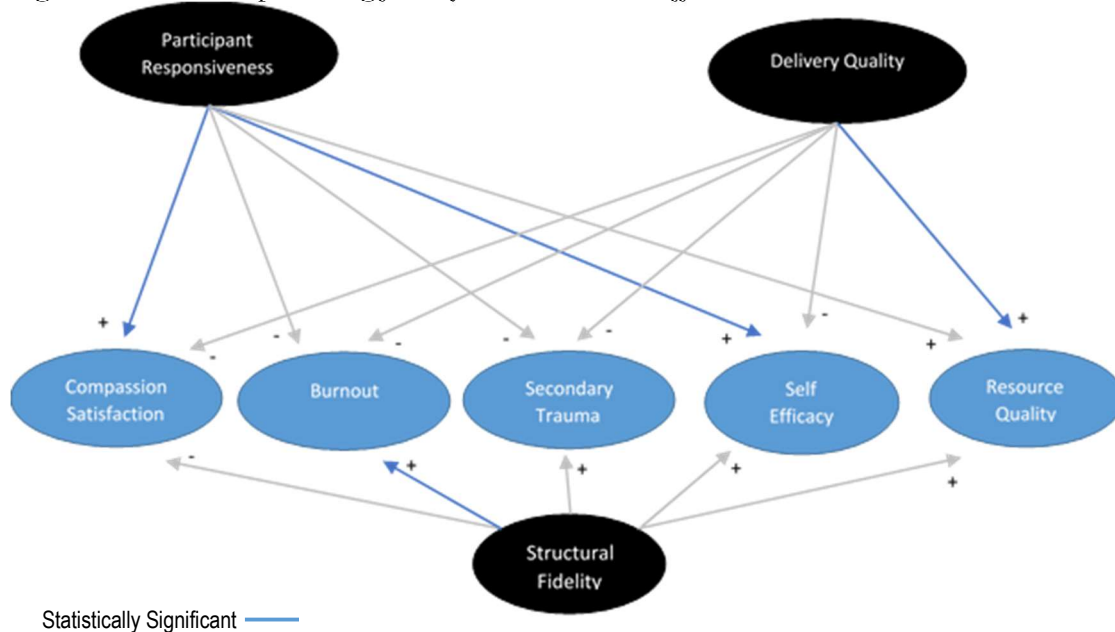 Participant
Responsiveness
Delivery Quality
+
-
-
-
-
-
+
-
+
+
Compassion
Satisfaction
Burnout
Secondary
Trauma
Self
Efficacy
Resource
Quality
-
+
+
+
+
Structural
Fidelity
Statistically Significant